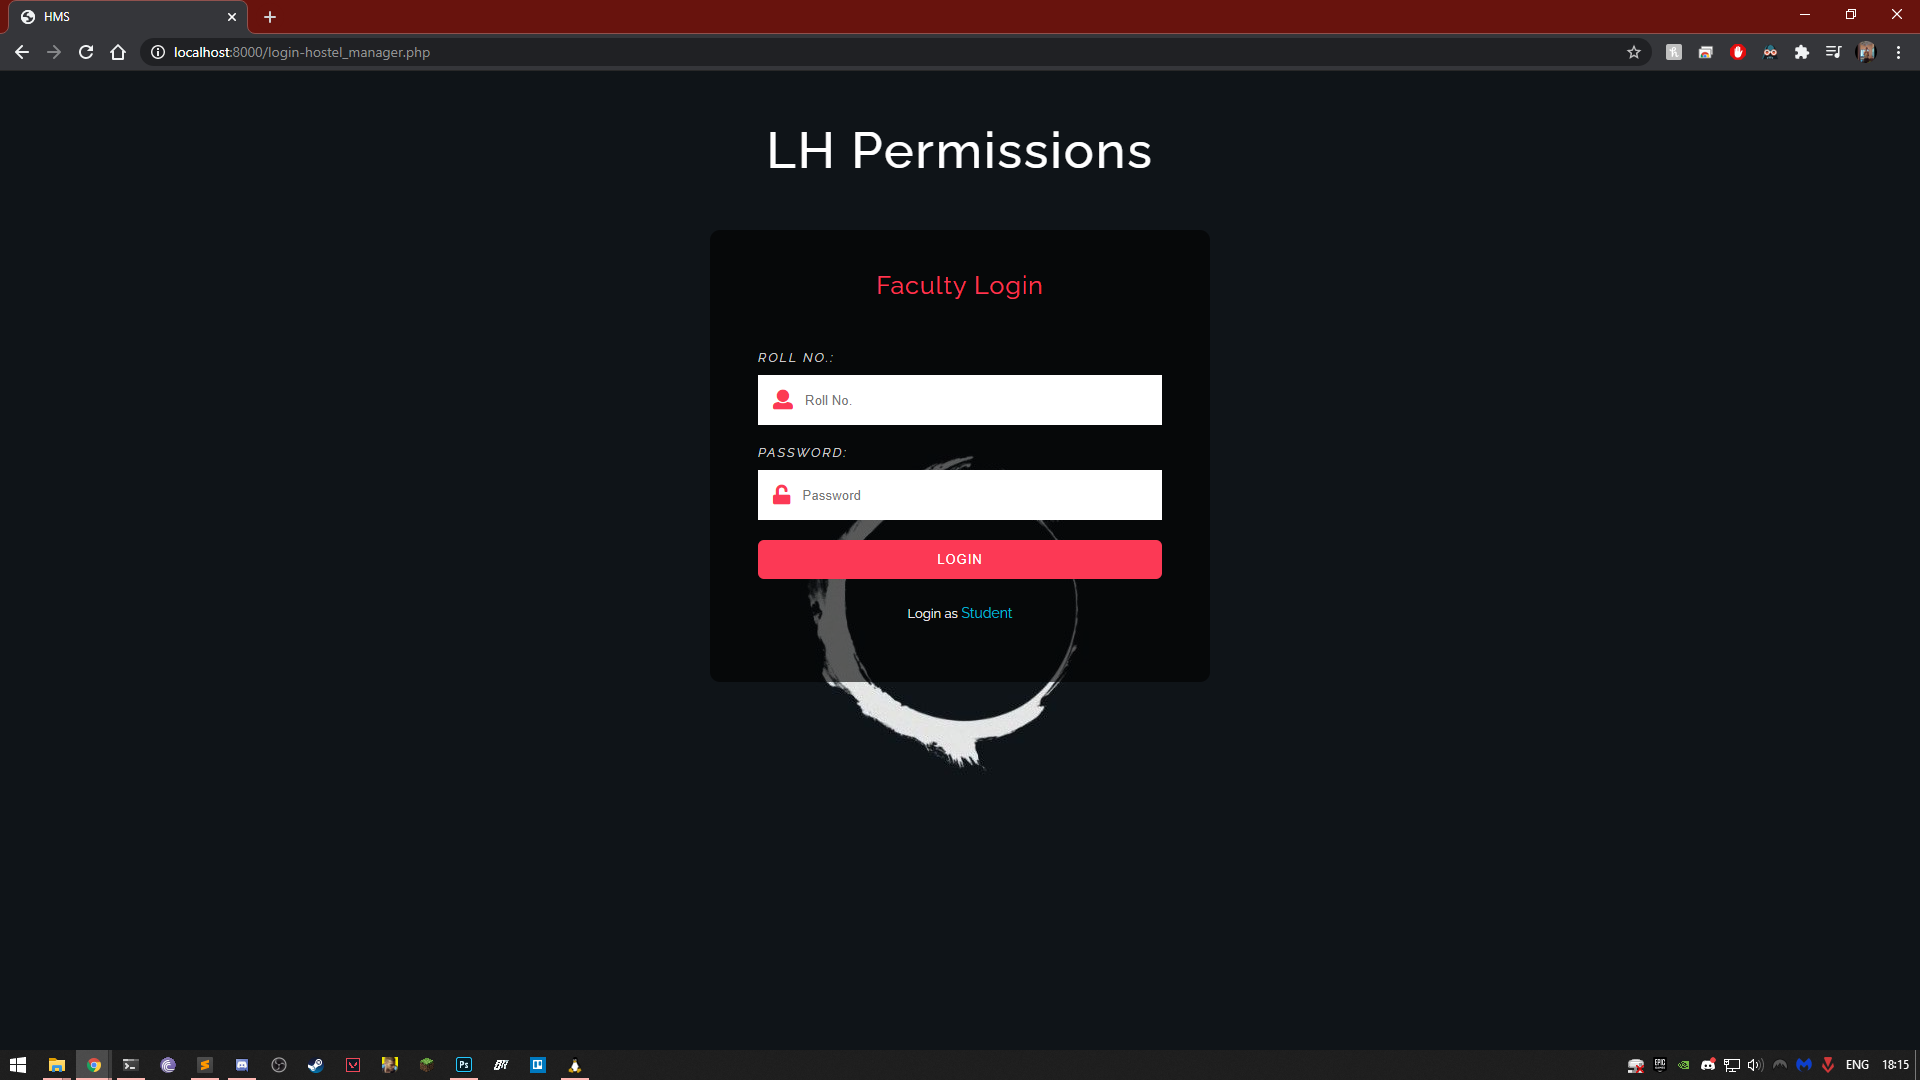 HMS
localhost:8000/login-hostel_manager.php
LH Permissions
Faculty Login
ROLL NO.:
Roll No.
PASSWORD:
Password
LOGIN
Login as Student
Ps
ENG 18:15